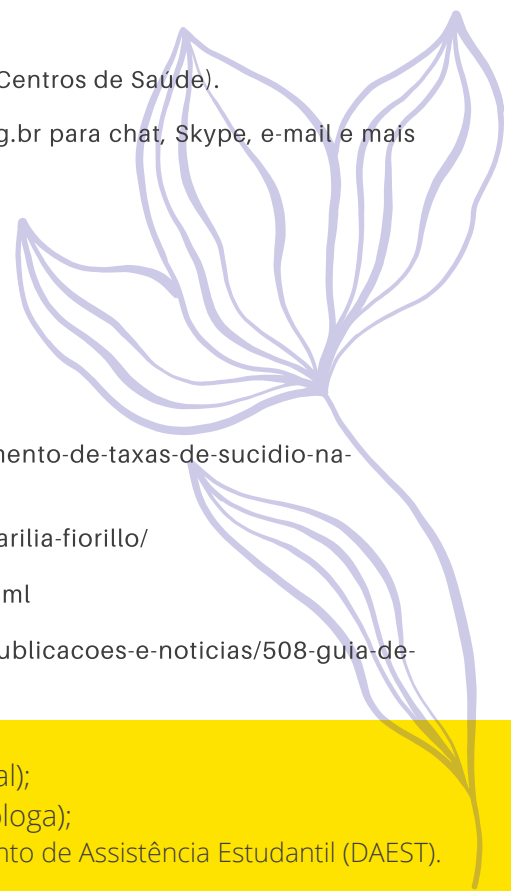 Centros de Saúde).
g.br para chat, Skype, e-mail e mais
mento-de-taxas-de-sucidio-na-
arilia-fiorillo/
ml
ublicacoes-e-noticias/508-guia-de-
al);
ologa);
nto de Assistência Estudantil (DAEST).